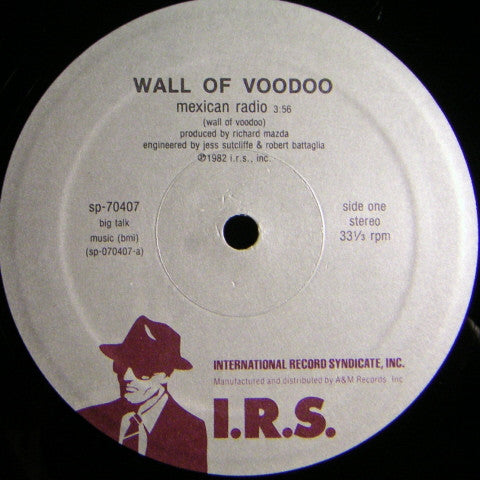 WALL OF VOODOO
mexican radio 3:56
(wall of voodoo)
produced by richard mazda
engineered by jess sutcliffe & robert battaglia
℗1982 i.r.s., inc.
sp-70407
big talk
music (bmi)
(sp-070407-a)
side one
stereo
33⅓ rpm
INTERNATIONAL RECORD SYNDICATE, INC.
Manufactured and distributed by A&M Records Inc
I.R.S.